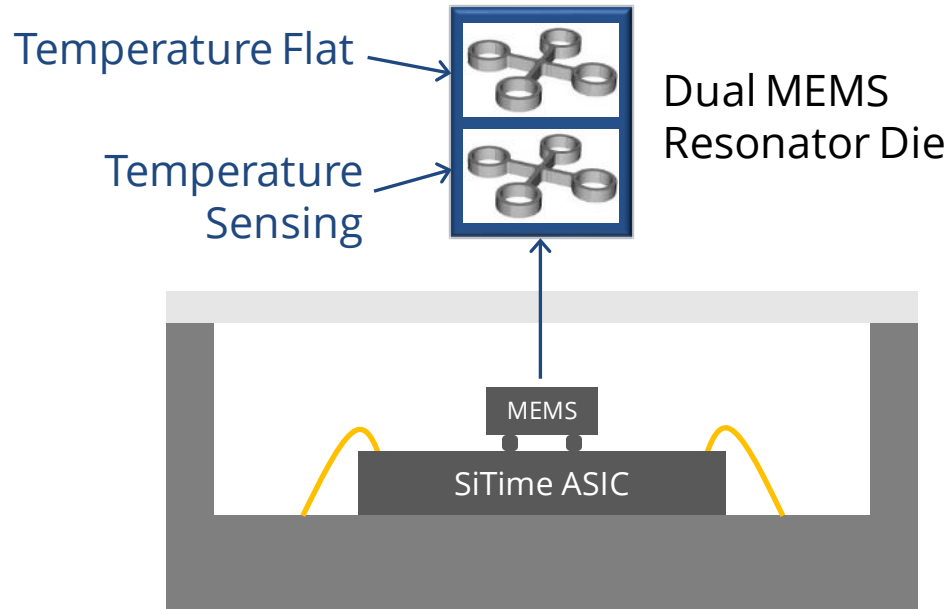 Temperature Flat
Temperature
Sensing
Dual MEMS
Resonator Die
MEMS
SiTime ASIC